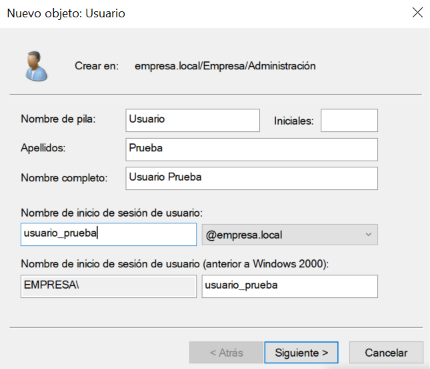 Nuevo objeto: Usuario
Crear en: empresa.local/Empresa/Administración
Nombre de pila: Usuario Iniciales:
Apellidos: Prueba
Nombre completo: Usuario Prueba
Nombre de inicio de sesión de usuario:
usuario_prueba @empresa.local
Nombre de inicio de sesión de usuario (anterior a Windows 2000):
EMPRESA\ usuario_prueba
< Atrás Siguiente > Cancelar